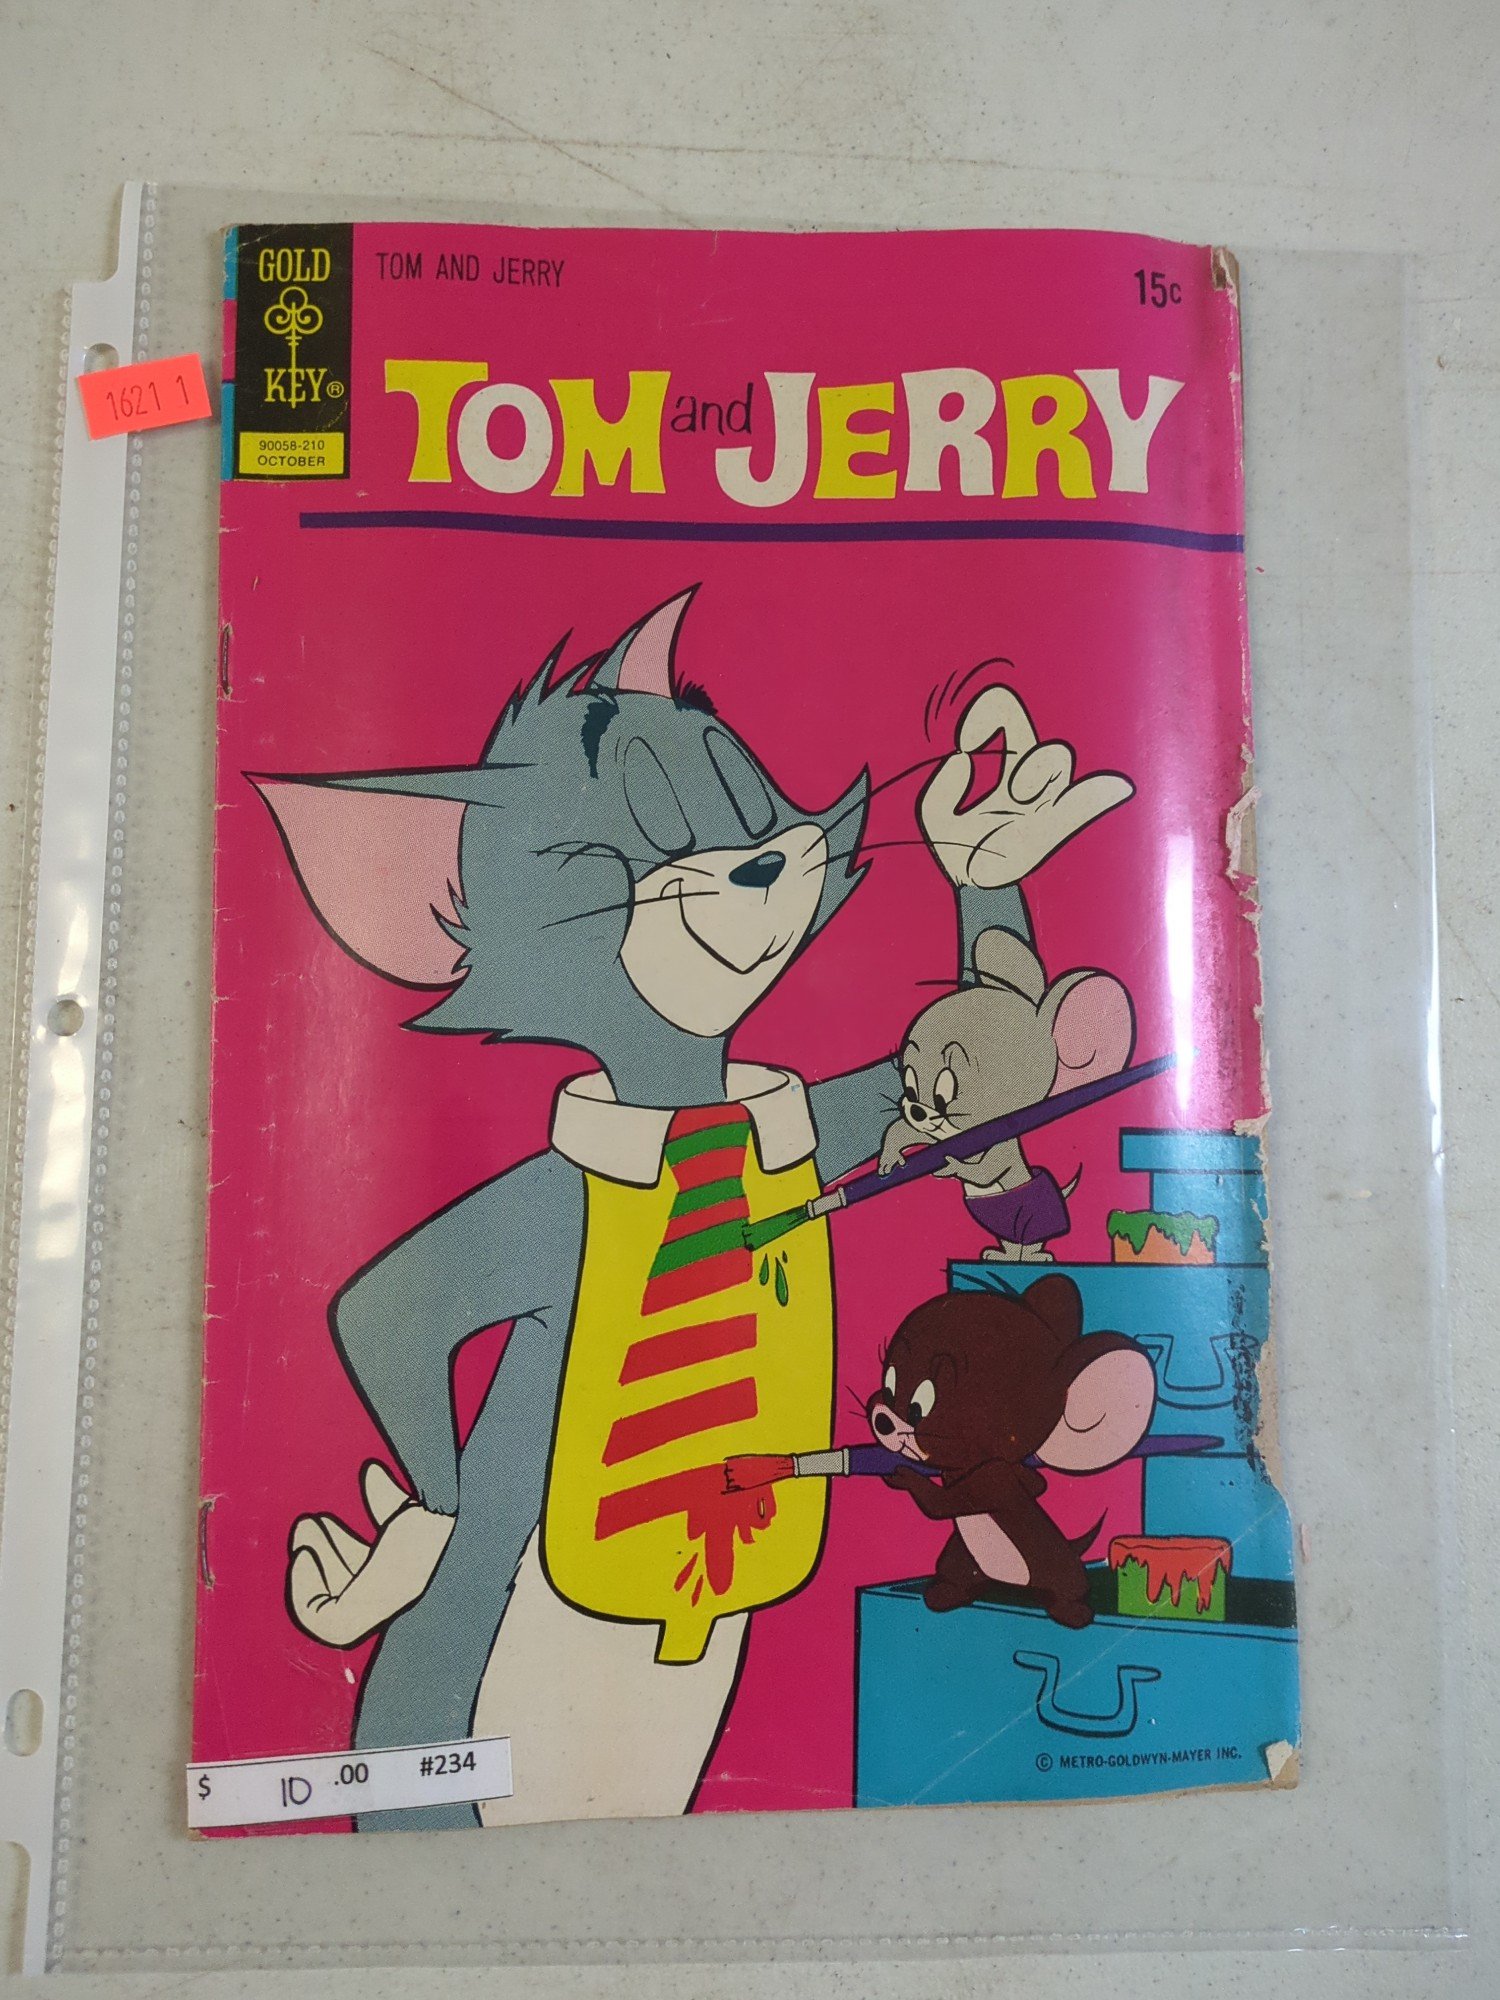 GOLD
KEY®
90058-210
OCTOBER
TOM AND JERRY
15c
TOM and JERRY
1621 1
© METRO-GOLDWYN-MAYER INC.
$ 10 .00 #234